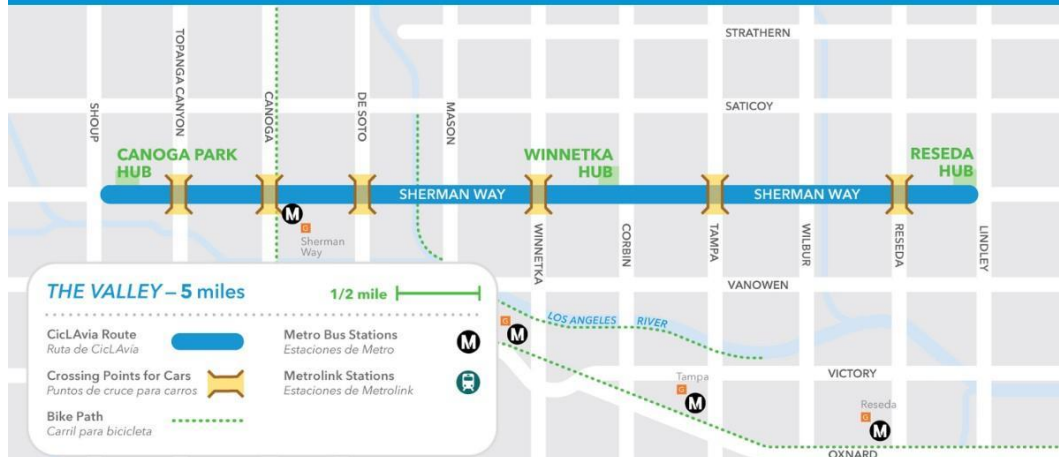 STRATHERN
TOPANGA CANYON
SHOUP
CANOGA
DE SOTO
MASON
SATICOY
CANOGA PARK
HUB
WINNETKA
HUB
RESEDA
HUB
SHERMAN WAY
SHERMAN WAY
M
G
Sherman
Way
WINNETKA
CORBIN
TAMPA
WILBUR
RESEDA
LINDLEY
VANOWEN
THE VALLEY – 5 miles
1/2 mile
CicLAvia Route
Ruta de CicLAvia
Crossing Points for Cars
Puntos de cruce para carros
Bike Path
Carril para bicicleta
Metro Bus Stations
Estaciones de Metro
M
Metrolink Stations
Estaciones de Metrolink
LOS ANGELES RIVER
G
M
VICTORY
Tampa
G
M
Reseda
G
M
OXNARD